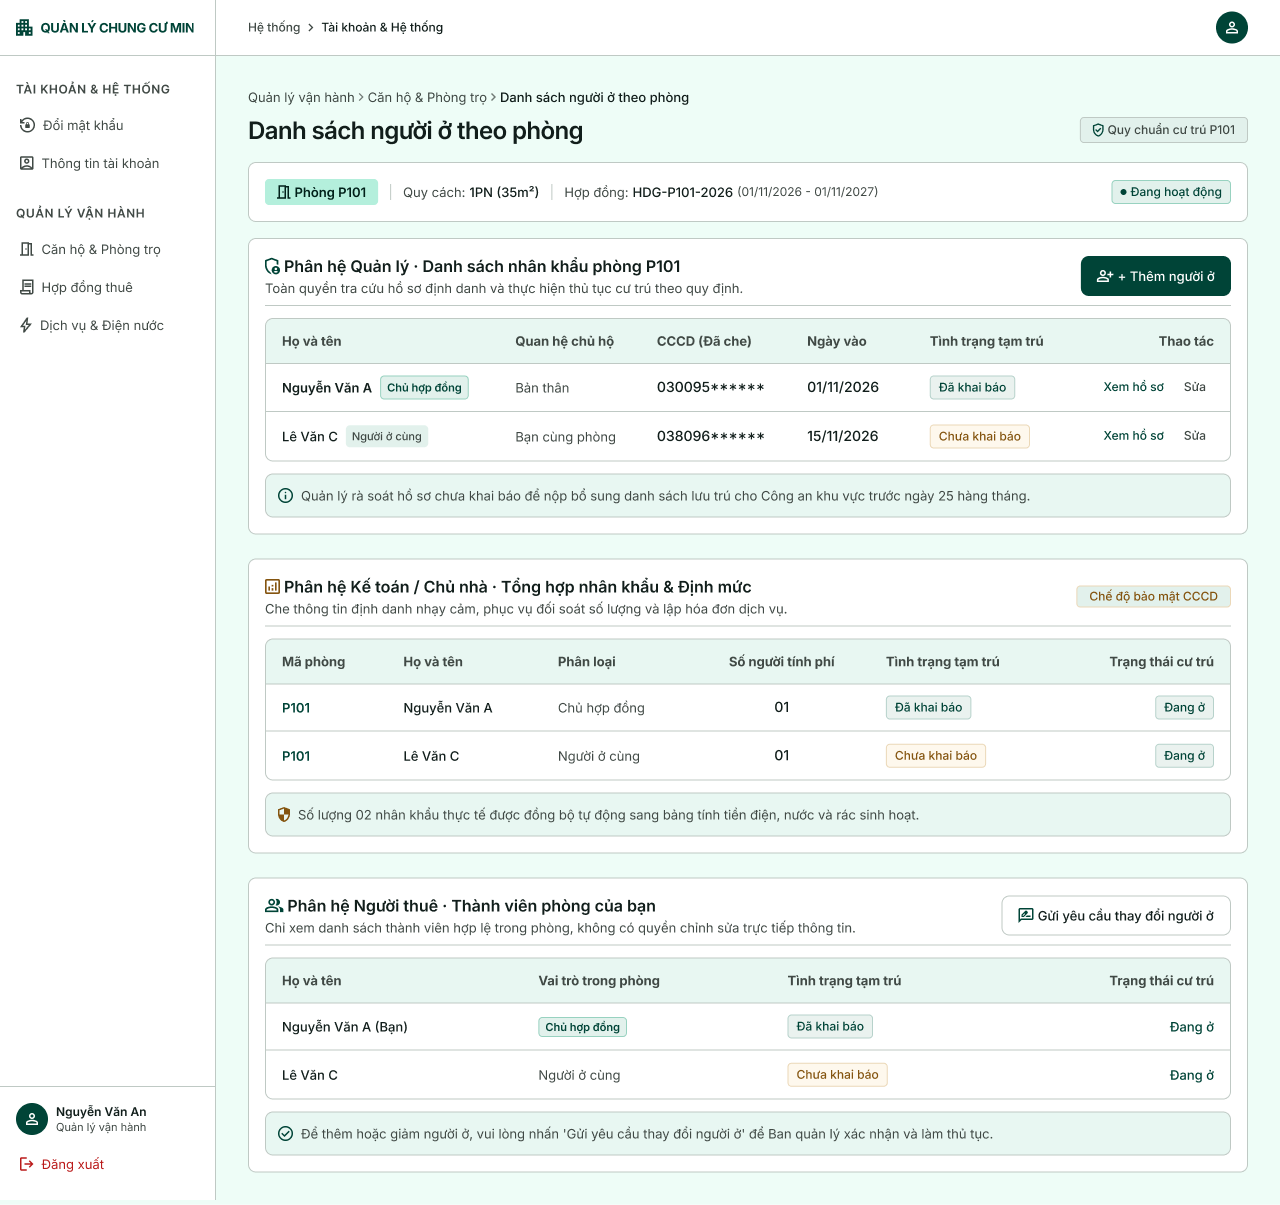 QUẢN LÝ CHUNG CƯ MIN
Hệ thống > Tài khoản & Hệ thống
TÀI KHOẢN & HỆ THỐNG
Đổi mật khẩu
Thông tin tài khoản
QUẢN LÝ VẬN HÀNH
Căn hộ & Phòng trọ
Hợp đồng thuê
Dịch vụ & Điện nước
Nguyễn Văn An
Quản lý vận hành
Đăng xuất
Quản lý vận hành > Căn hộ & Phòng trọ > Danh sách người ở theo phòng
Danh sách người ở theo phòng
Quy chuẩn cư trú P101
Phòng P101 Quy cách: 1PN (35m²) Hợp đồng: HDG-P101-2026 (01/11/2026 - 01/11/2027) Đang hoạt động
Phân hệ Quản lý · Danh sách nhân khẩu phòng P101
Toàn quyền tra cứu hồ sơ định danh và thực hiện thủ tục cư trú theo quy định.
+ Thêm người ở
Họ và tên Quan hệ chủ hộ CCCD (Đã che) Ngày vào Tình trạng tạm trú Thao tác
Nguyễn Văn A Chủ hợp đồng Bản thân 030095****** 01/11/2026 Đã khai báo Xem hồ sơ Sửa
Lê Văn C Người ở cùng Bạn cùng phòng 038096****** 15/11/2026 Chưa khai báo Xem hồ sơ Sửa
Quản lý rà soát hồ sơ chưa khai báo để nộp bổ sung danh sách lưu trú cho Công an khu vực trước ngày 25 hàng tháng.
Phân hệ Kế toán / Chủ nhà · Tổng hợp nhân khẩu & Định mức
Che thông tin định danh nhạy cảm, phục vụ đối soát số lượng và lập hóa đơn dịch vụ.
Chế độ bảo mật CCCD
Mã phòng Họ và tên Phân loại Số người tính phí Tình trạng tạm trú Trạng thái cư trú
P101 Nguyễn Văn A Chủ hợp đồng 01 Đã khai báo Đang ở
P101 Lê Văn C Người ở cùng 01 Chưa khai báo Đang ở
Số lượng 02 nhân khẩu thực tế được đồng bộ tự động sang bảng tính tiền điện, nước và rác sinh hoạt.
Phân hệ Người thuê · Thành viên phòng của bạn
Chỉ xem danh sách thành viên hợp lệ trong phòng, không có quyền chỉnh sửa trực tiếp thông tin.
Gửi yêu cầu thay đổi người ở
Họ và tên Vai trò trong phòng Tình trạng tạm trú Trạng thái cư trú
Nguyễn Văn A (Bạn) Chủ hợp đồng Đã khai báo Đang ở
Lê Văn C Người ở cùng Chưa khai báo Đang ở
Để thêm hoặc giảm người ở, vui lòng nhấn 'Gửi yêu cầu thay đổi người ở' để Ban quản lý xác nhận và làm thủ tục.